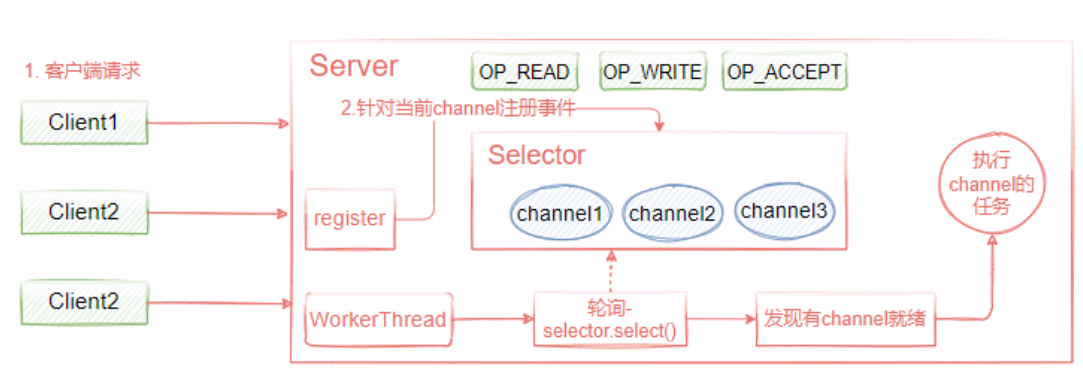 1. 客户端请求
Client1
Client2
Client2
Server
OP_READ
OP_WRITE
OP_ACCEPT
2.针对当前channel注册事件
register
Selector
channel1
channel2
channel3
执行
channel的
任务
WorkerThread
轮询-
selector.select()
发现有channel就绪